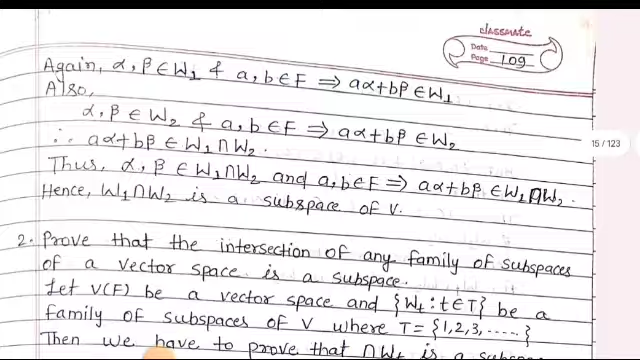 classmate
Date
Page 109
Again, α, β ∈ W₁ & a, b ∈ F ⟹ aα+bβ ∈ W₁
Also,
α, β ∈ W₂ & a, b ∈ F ⟹ aα+bβ ∈ W₂
∴ aα+bβ ∈ W₁ ∩ W₂.
Thus, α, β ∈ W₁∩W₂ and a, b ∈ F ⟹ aα+bβ ∈ W₁∩W₂.
Hence, W₁∩W₂ is a subspace of V.
15 / 123
2. Prove that the intersection of any family of subspaces
of a vector space is a subspace.
Let V(F) be a vector space and {Wₜ : t ∈ T} be a
family of subspaces of V where T = {1, 2, 3, ......}
Then we have to prove that ∩Wₜ is a